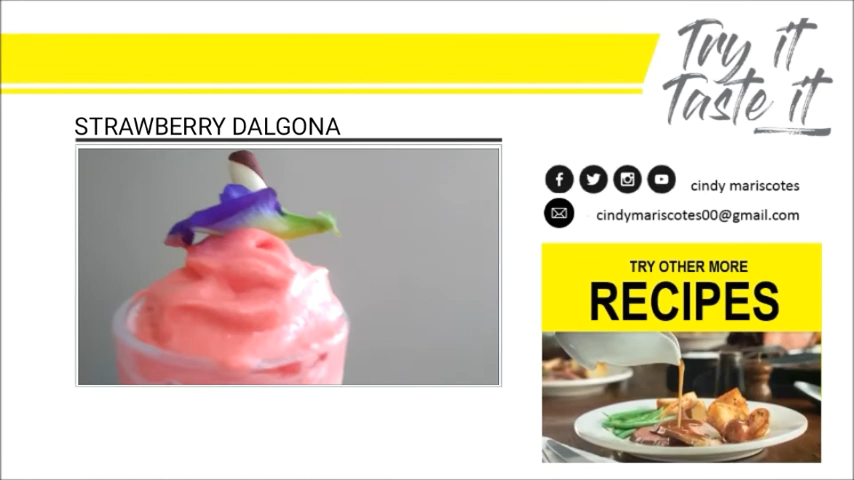 Try it
Taste it
STRAWBERRY DALGONA
cindy mariscotes
cindymariscotes00@gmail.com
TRY OTHER MORE
RECIPES